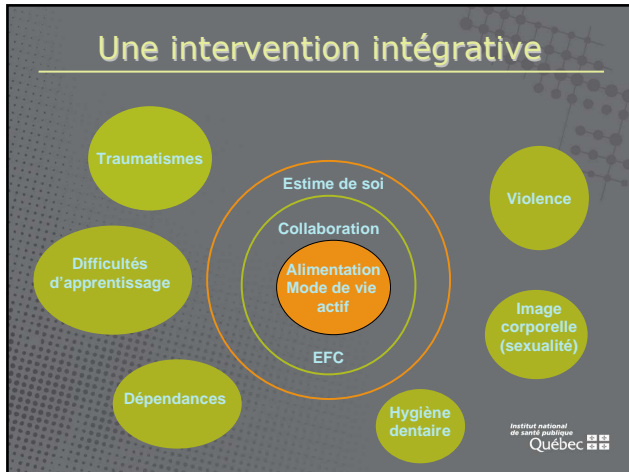 Une intervention intégrative
Traumatismes
Estime de soi
Violence
Collaboration
Difficultés
d'apprentissage
Alimentation
Mode de vie
actif
Image
corporelle
(sexualité)
EFC
Dépendances
Hygiène
dentaire
Institut national
de santé publique
Québec